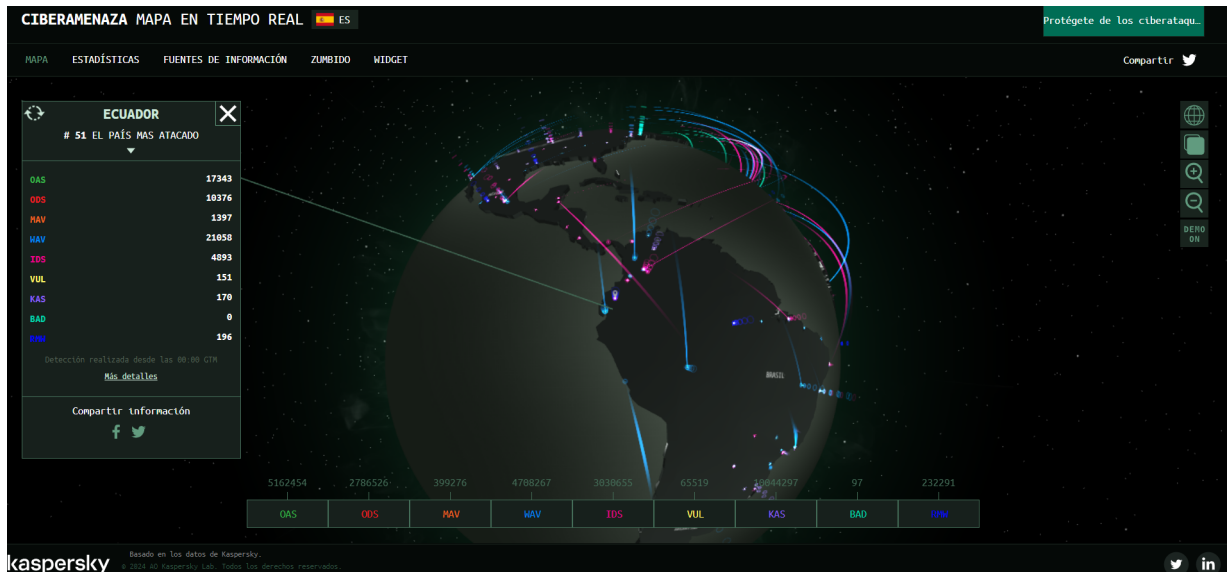 CIBERAMENAZA MAPA EN TIEMPO REAL ES
Protégete de los ciberataqu…
MAPA ESTADÍSTICAS FUENTES DE INFORMACIÓN ZUMBIDO WIDGET
Compartir
ECUADOR
# 51 EL PAÍS MAS ATACADO
OAS 17343
ODS 10376
MAV 1397
WAV 21058
IDS 4893
VUL 151
KAS 170
BAD 0
RMW 196
Detección realizada desde las 00:00 GTM
Más detalles
Compartir información
DEMO
ON
BRASIL
5162454 2786526 399276 4708267 3030655 65519 10044297 97 232291
OAS ODS MAV WAV IDS VUL KAS BAD RMW
kaspersky
Basado en los datos de Kaspersky.
© 2024 AO Kaspersky Lab. Todos los derechos reservados.